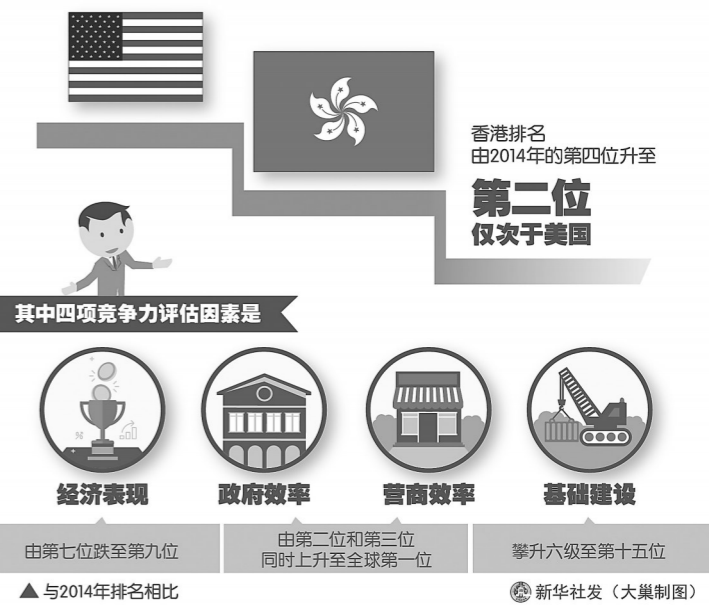 香港排名
由2014年的第四位升至
第二位
仅次于美国
其中四项竞争力评估因素是
经济表现
政府效率
营商效率
基础建设
由第七位跌至第九位
由第二位和第三位
同时上升至全球第一位
攀升六级至第十五位
▲与2014年排名相比
新华社发（大巢制图）